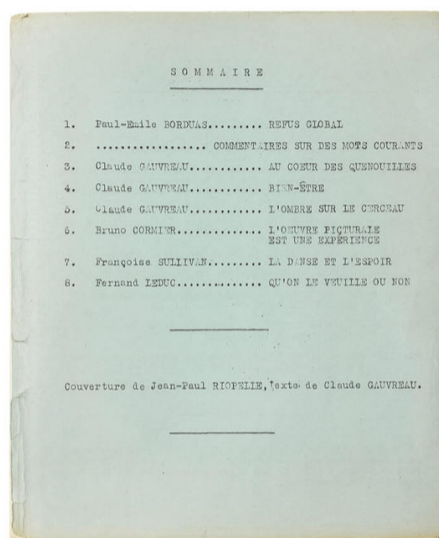 S O M M A I R E
1. Paul-Emile BORDUAS......... REFUS GLOBAL
2. .................. COMMENTAIRES SUR DES MOTS COURANTS
3. Claude GAUVREAU............ AU COEUR DES QUENOUILLES
4. Claude GAUVREAU............ BIEN-ÊTRE
5. Claude GAUVREAU............ L'OMBRE SUR LE CERCEAU
6. Bruno CORMIER.............. L'OEUVRE PICTURALE
EST UNE EXPÉRIENCE
7. Françoise SULLIVAN......... LA DANSE ET L'ESPOIR
8. Fernand LEDUC.............. QU'ON LE VEUILLE OU NON
Couverture de Jean-Paul RIOPELLE, Texte de Claude GAUVREAU.